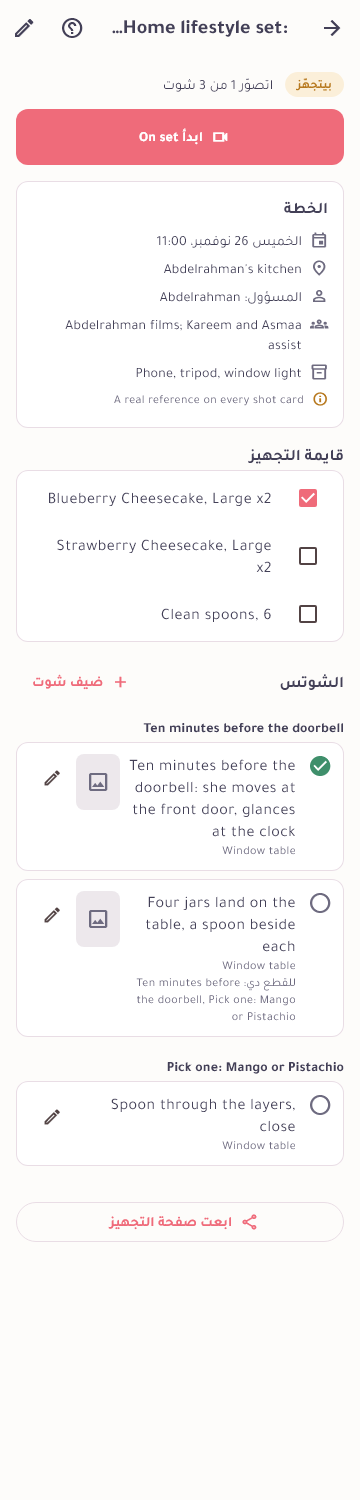 Home lifestyle set:...
بيتجهّز
اتصوّر 1 من 3 شوت
ابدأ On set
الخطة
الخميس 26 نوفمبر، 11:00
Abdelrahman's kitchen
المسؤول: Abdelrahman
Abdelrahman films; Kareem and Asmaa
assist
Phone, tripod, window light
A real reference on every shot card
قايمة التجهيز
Blueberry Cheesecake, Large x2
Strawberry Cheesecake, Large
x2
Clean spoons, 6
الشوتس
+ ضيف شوت
Ten minutes before the doorbell
Ten minutes before the
doorbell: she moves at
the front door, glances
at the clock
Window table
Four jars land on the
table, a spoon beside
each
Window table
للقطع دي: Ten minutes before
the doorbell, Pick one: Mango
or Pistachio
Pick one: Mango or Pistachio
Spoon through the layers,
close
Window table
ابعت صفحة التجهيز